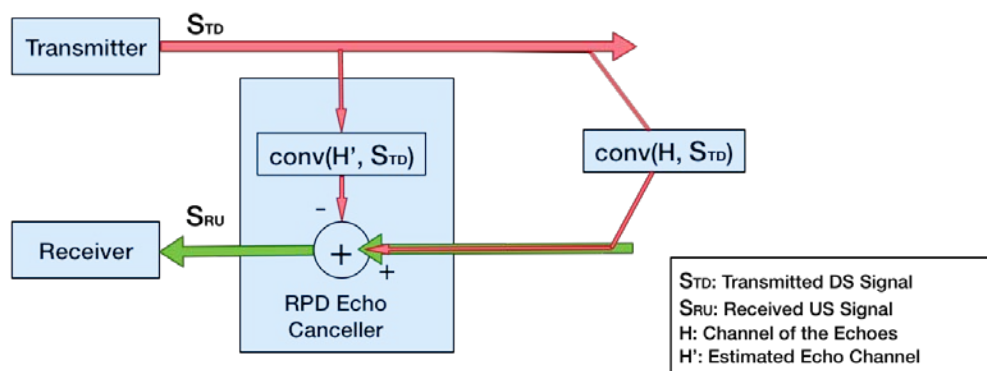 STD
Transmitter
conv(H', STD)
conv(H, STD)
-
SRU
Receiver
+
+
RPD Echo
Canceller
STD: Transmitted DS Signal
SRU: Received US Signal
H: Channel of the Echoes
H': Estimated Echo Channel